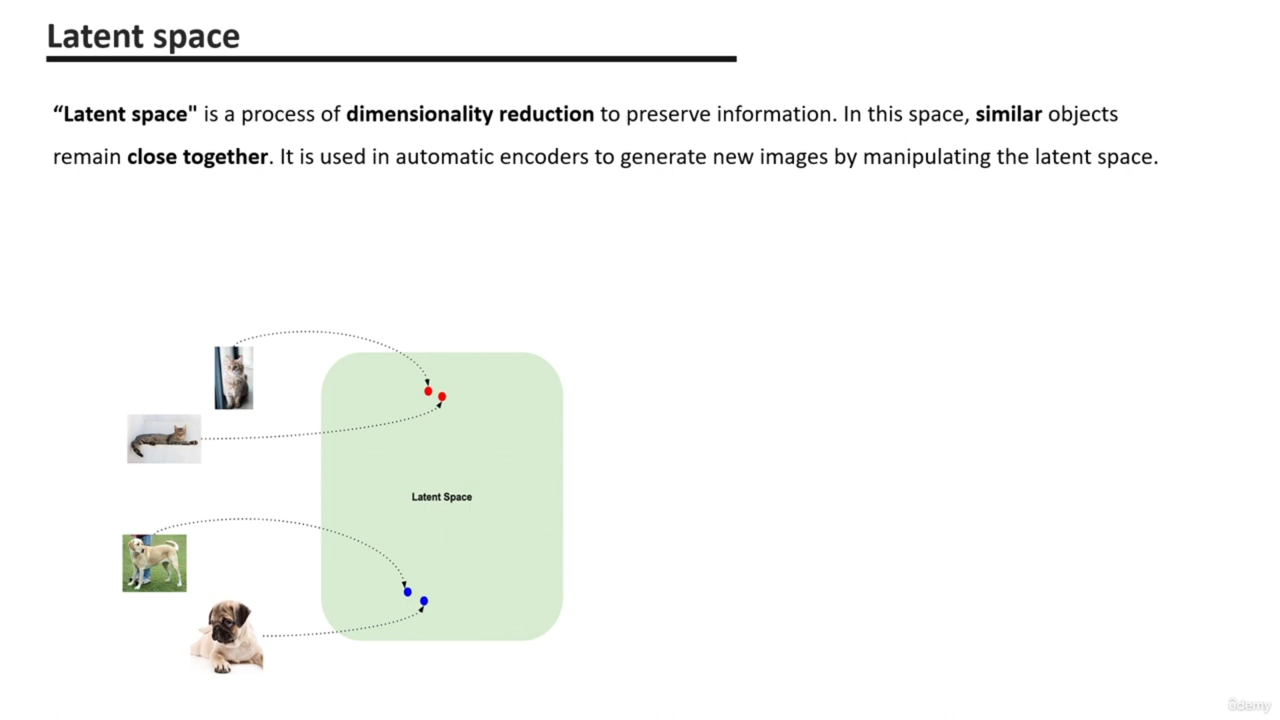 Latent space
“Latent space" is a process of dimensionality reduction to preserve information. In this space, similar objects
remain close together. It is used in automatic encoders to generate new images by manipulating the latent space.
Latent Space
ûdemy